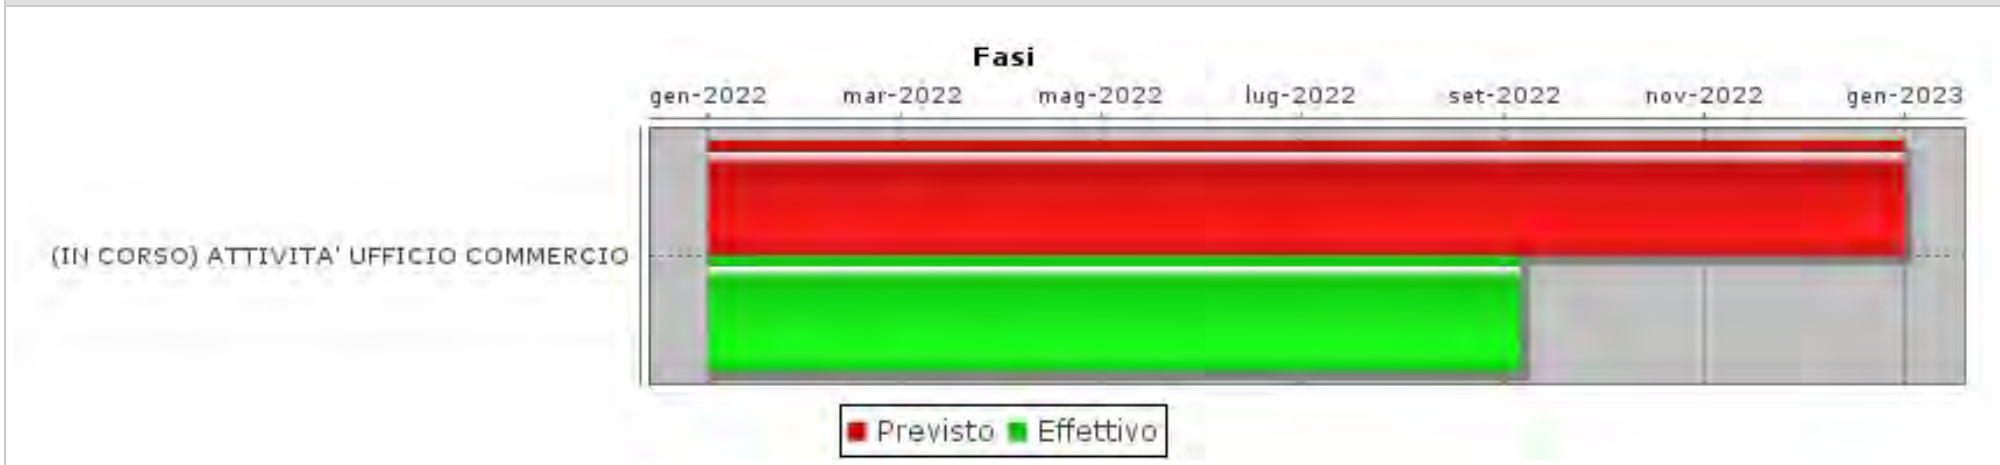 Fasi
gen-2022 mar-2022 mag-2022 lug-2022 set-2022 nov-2022 gen-2023
(IN CORSO) ATTIVITA' UFFICIO COMMERCIO
Previsto Effettivo